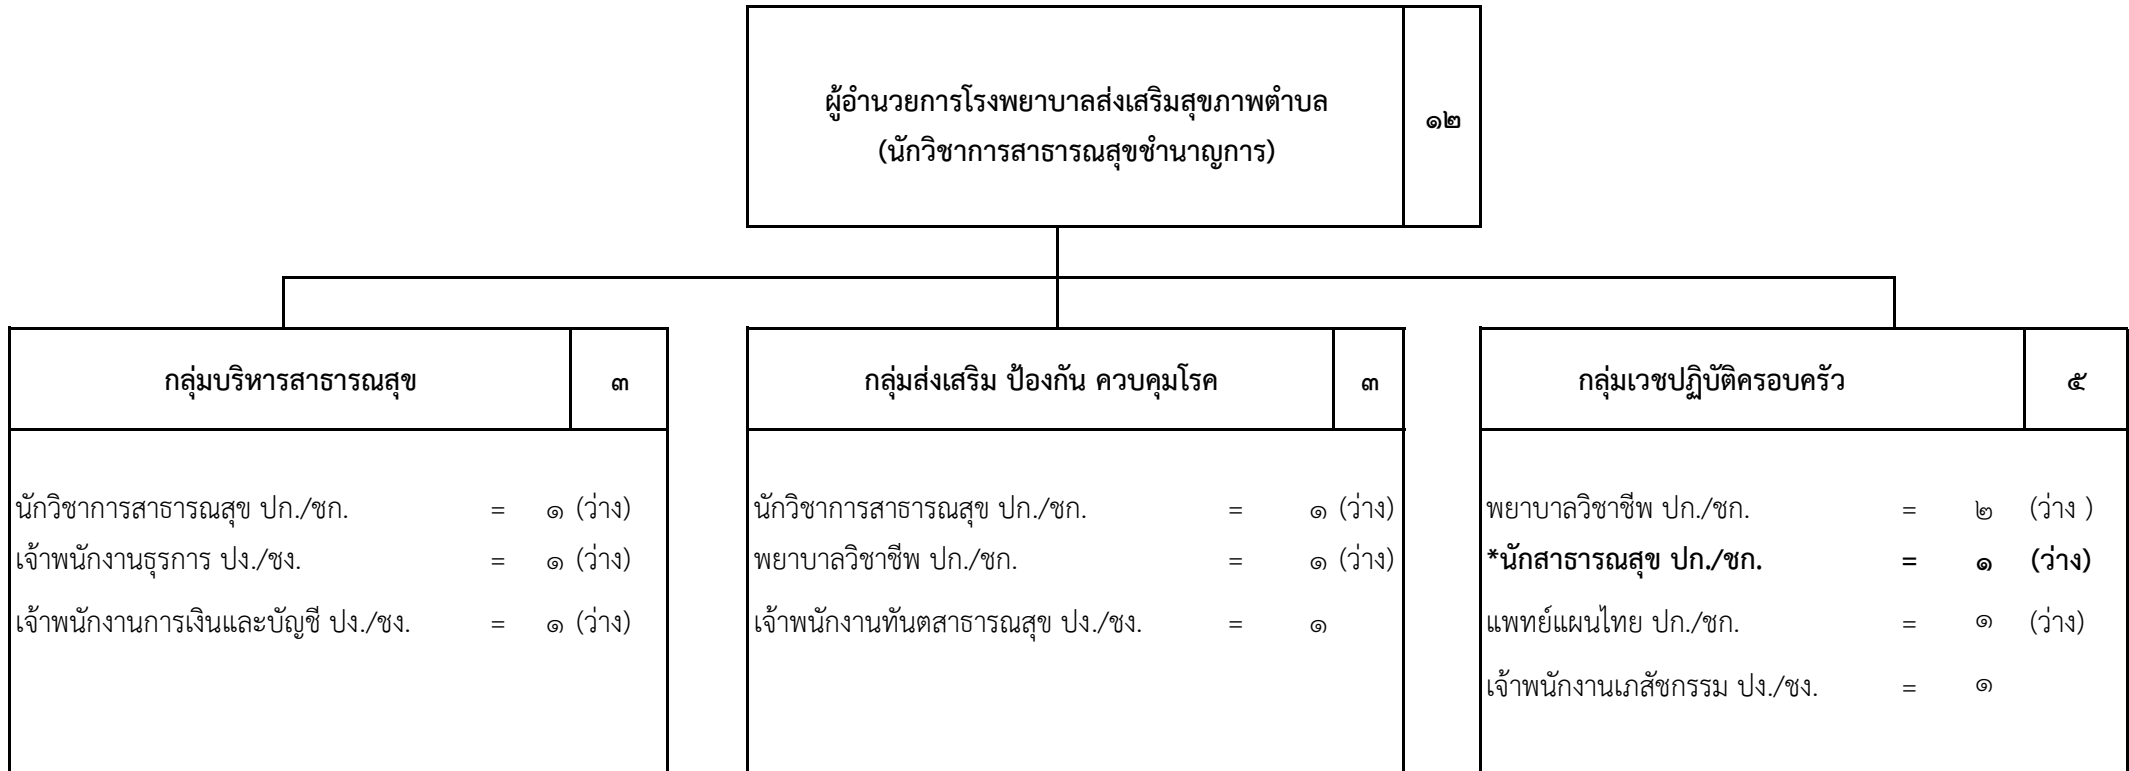 ผู้อำนวยการโรงพยาบาลส่งเสริมสุขภาพตำบล
(นักวิชาการสาธารณสุขชำนาญการ)
๑๒
กลุ่มบริหารสาธารณสุข ๓
นักวิชาการสาธารณสุข ปก./ชก. = ๑ (ว่าง)
เจ้าพนักงานธุรการ ปง./ชง. = ๑ (ว่าง)
เจ้าพนักงานการเงินและบัญชี ปง./ชง. = ๑ (ว่าง)
กลุ่มส่งเสริม ป้องกัน ควบคุมโรค ๓
นักวิชาการสาธารณสุข ปก./ชก. = ๑ (ว่าง)
พยาบาลวิชาชีพ ปก./ชก. = ๑ (ว่าง)
เจ้าพนักงานทันตสาธารณสุข ปง./ชง. = ๑
กลุ่มเวชปฏิบัติครอบครัว ๕
พยาบาลวิชาชีพ ปก./ชก. = ๒ (ว่าง )
*นักสาธารณสุข ปก./ชก. = ๑ (ว่าง)
แพทย์แผนไทย ปก./ชก. = ๑ (ว่าง)
เจ้าพนักงานเภสัชกรรม ปง./ชง. = ๑